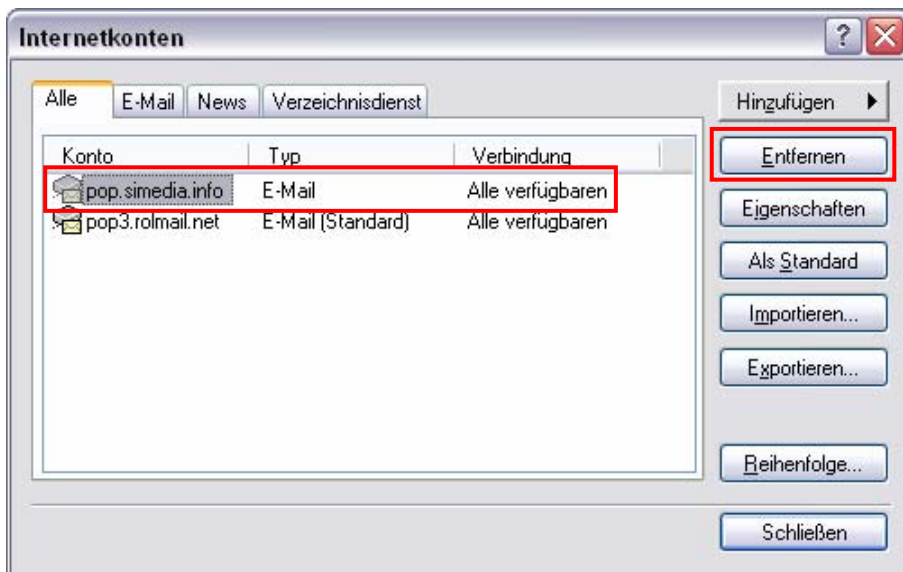 Internetkonten
Alle E-Mail News Verzeichnisdienst
Hinzufügen
Konto Typ Verbindung
Entfernen
pop.simedia.info E-Mail Alle verfügbaren
pop3.rolmail.net E-Mail (Standard) Alle verfügbaren
Eigenschaften
Als Standard
Importieren...
Exportieren...
Reihenfolge...
Schließen